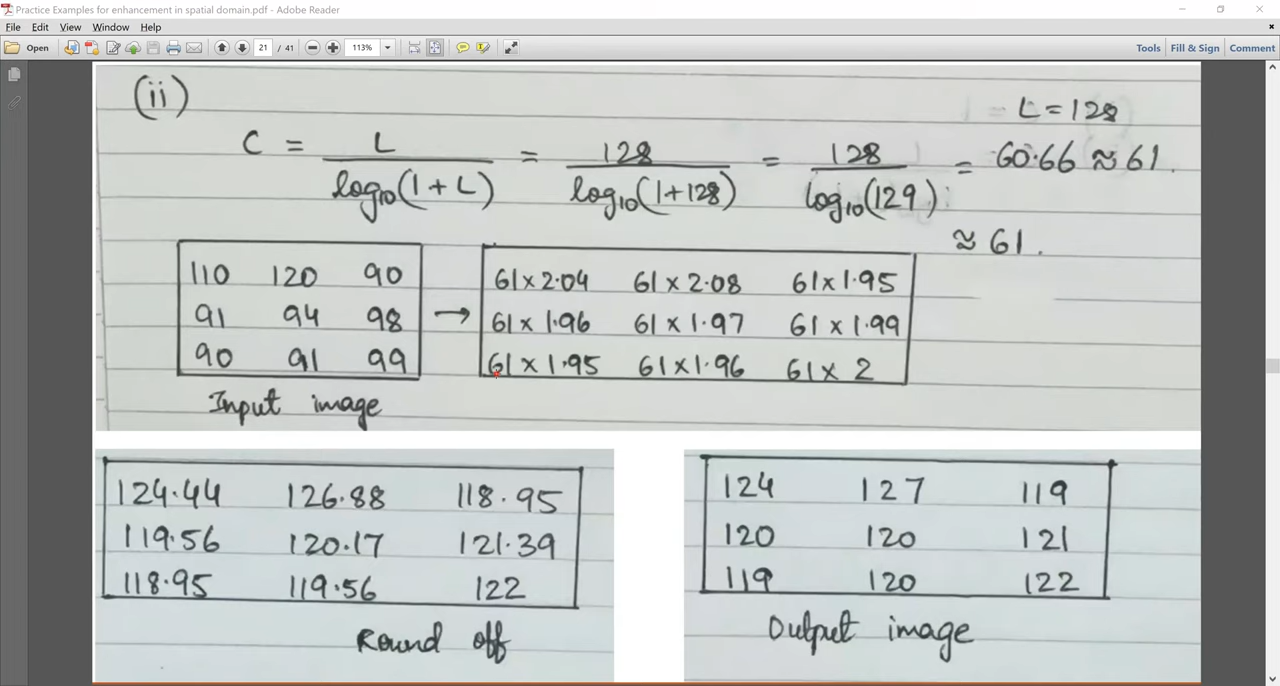 Practice Examples for enhancement in spatial domain.pdf - Adobe Reader
File Edit View Window Help
Open 21 / 41 113% Tools Fill & Sign Comment
(ii)
L = 128
C = L / log10(1 + L) = 128 / log10(1+128) = 128 / log10(129) = 60.66 ≈ 61.
≈ 61.
110 120 90 61 x 2.04 61 x 2.08 61 x 1.95
91 94 98 → 61 x 1.96 61 x 1.97 61 x 1.99
90 91 99 61 x 1.95 61 x 1.96 61 x 2
Input image
124.44 126.88 118.95
119.56 120.17 121.39
118.95 119.56 122
Round off
124 127 119
120 120 121
119 120 122
Output image